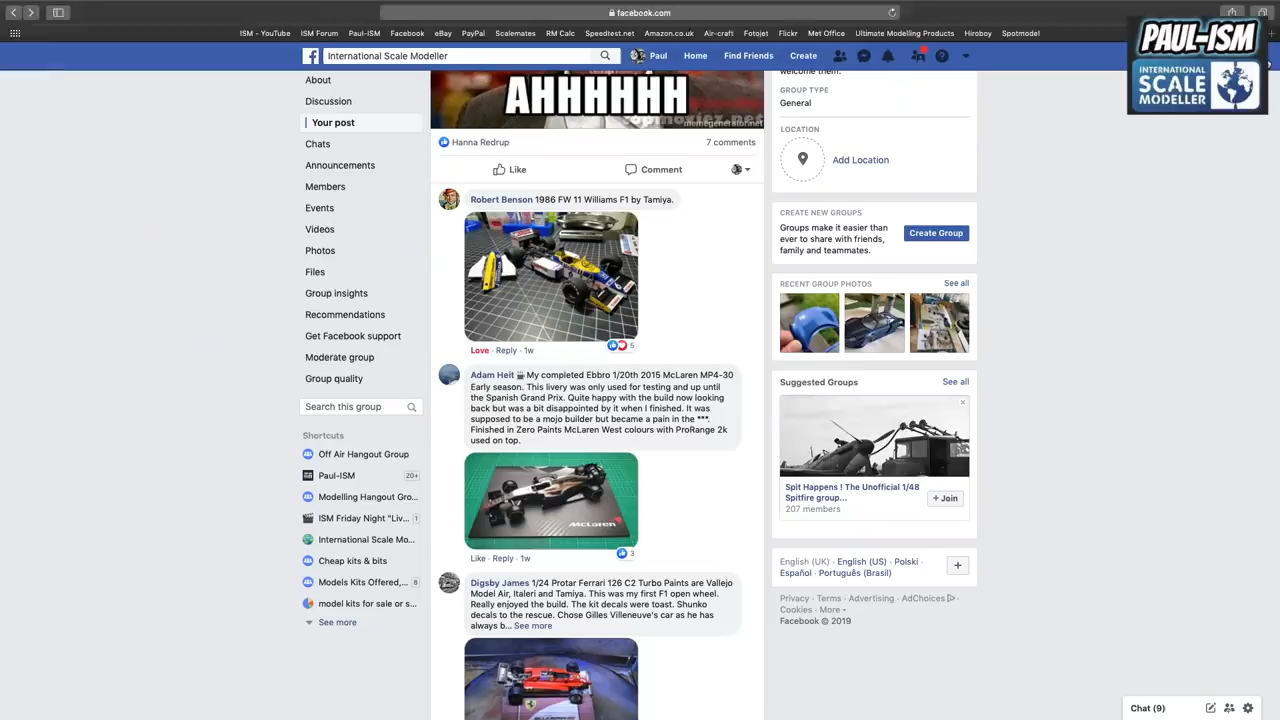 facebook.com
ISM - YouTube ISM Forum Paul-ISM Facebook eBay PayPal Scalemates RM Calc Speedtest.net Amazon.co.uk Air-craft Fotojet Flickr Met Office Ultimate Modelling Products Hiroboy Spotmodel
PAUL-ISM
INTERNATIONAL
SCALE
MODELLER
International Scale Modeller
Paul Home Find Friends Create
About
Discussion
Your post
Chats
Announcements
Members
Events
Videos
Photos
Files
Group insights
Recommendations
Get Facebook support
Moderate group
Group quality
Search this group
Shortcuts
Off Air Hangout Group
Paul-ISM 20+
Modelling Hangout Gro...
ISM Friday Night "Liv... 1
International Scale Mo...
Cheap kits & bits
Models Kits Offered,... 8
model kits for sale or s...
See more
AHHHHHH
memegenerator.net
Hanna Redrup 7 comments
Like Comment
Robert Benson 1986 FW 11 Williams F1 by Tamiya.
5
Love · Reply · 1w
Adam Heit My completed Ebbro 1/20th 2015 McLaren MP4-30
Early season. This livery was only used for testing and up until
the Spanish Grand Prix. Quite happy with the build now looking
back but was a bit disappointed by it when I finished. It was
supposed to be a mojo builder but became a pain in the ***.
Finished in Zero Paints McLaren West colours with ProRange 2k
used on top.
McLaren
3
Like · Reply · 1w
Digsby James 1/24 Protar Ferrari 126 C2 Turbo Paints are Vallejo
Model Air, Italeri and Tamiya. This was my first F1 open wheel.
Really enjoyed the build. The kit decals were toast. Shunko
decals to the rescue. Chose Gilles Villeneuve's car as he has
always b... See more
welcome them.
GROUP TYPE
General
LOCATION
Add Location
CREATE NEW GROUPS
Groups make it easier than
ever to share with friends,
family and teammates.
Create Group
RECENT GROUP PHOTOS See all
Suggested Groups See all
Spit Happens ! The Unofficial 1/48
Spitfire group...
207 members
+ Join
English (UK) · English (US) · Polski ·
Español · Português (Brasil)
Privacy · Terms · Advertising · AdChoices ·
Cookies · More
Facebook © 2019
Chat (9)